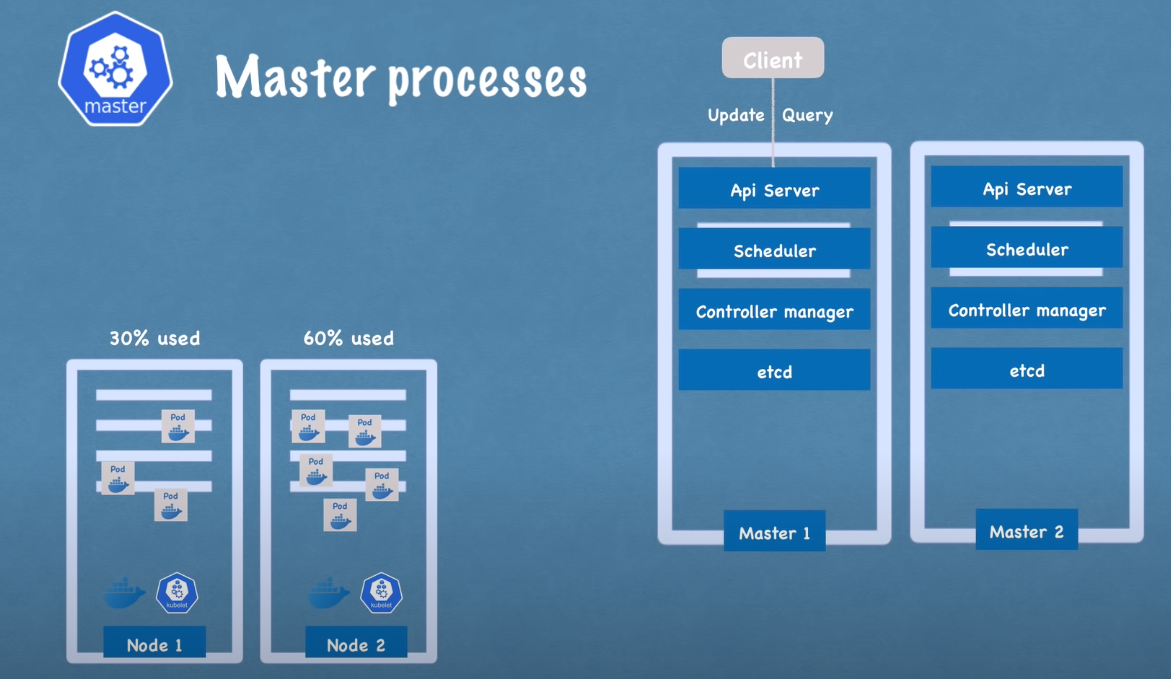 master
Master processes
Client
Update Query
Api Server
Scheduler
Controller manager
etcd
Master 1
Api Server
Scheduler
Controller manager
etcd
Master 2
30% used
Pod
Pod
Pod
kubelet
Node 1
60% used
Pod
Pod
Pod
Pod
Pod
kubelet
Node 2